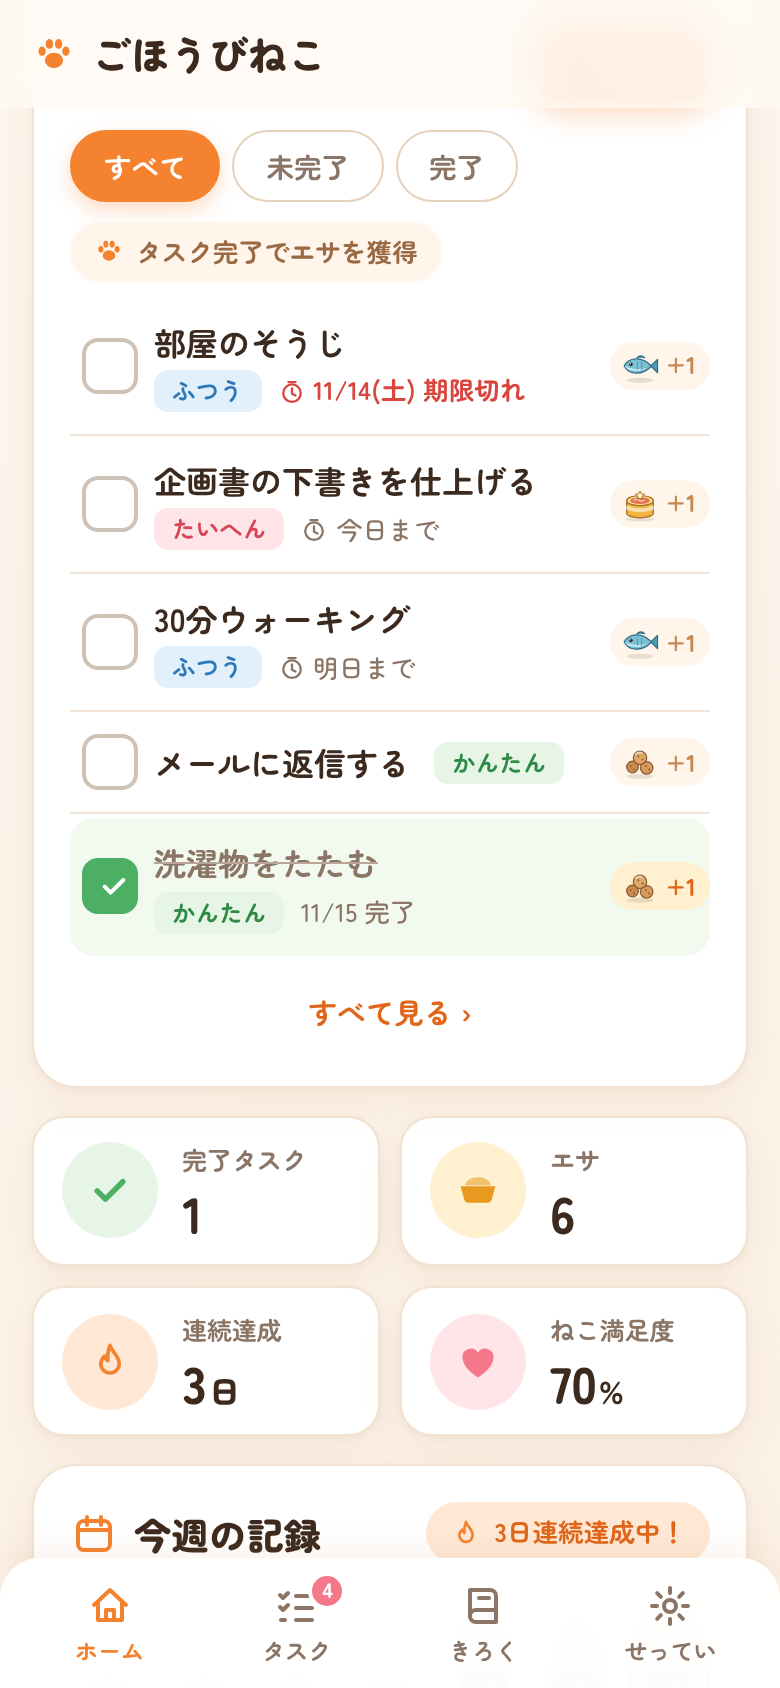 ごほうびねこ
すべて 未完了 完了
タスク完了でエサを獲得
部屋のそうじ
ふつう 11/14(土) 期限切れ +1
企画書の下書きを仕上げる
たいへん 今日まで +1
30分ウォーキング
ふつう 明日まで +1
メールに返信する かんたん +1
洗濯物をたたむ
かんたん 11/15 完了 +1
すべて見る ›
完了タスク
1
エサ
6
連続達成
3日
ねこ満足度
70%
今週の記録 3日連続達成中！
4
ホーム タスク きろく せってい